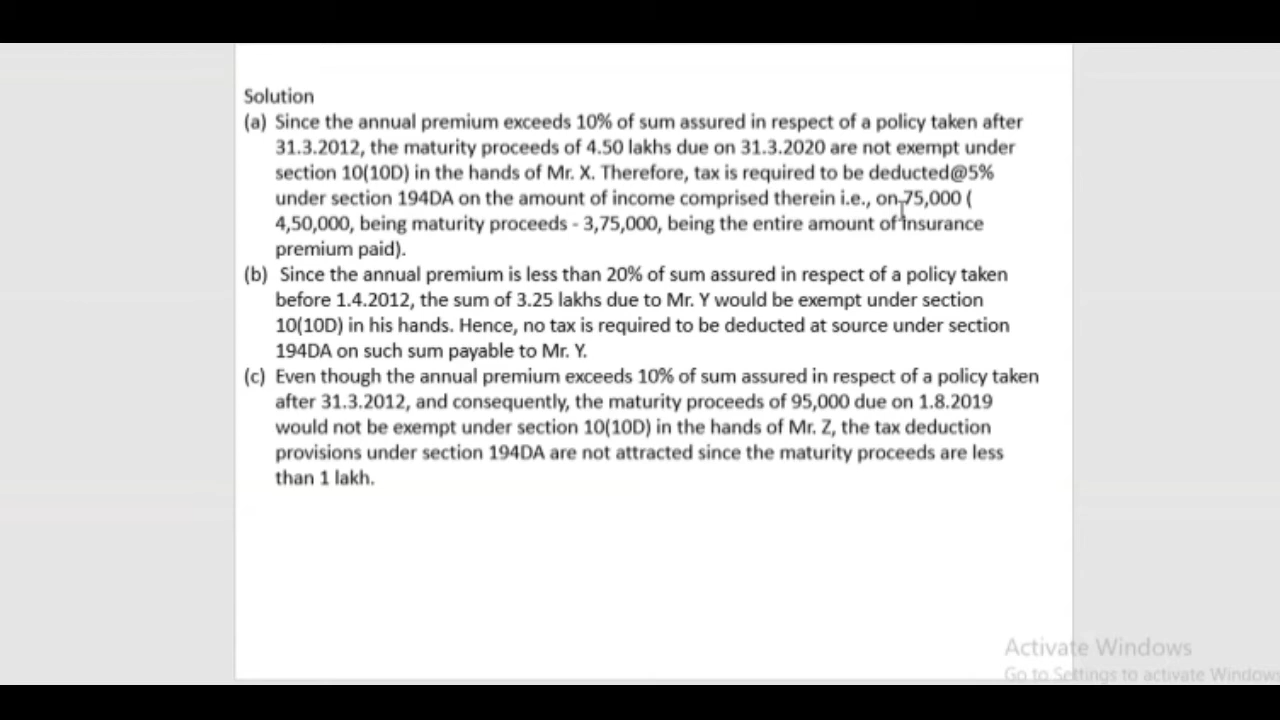 Solution
(a) Since the annual premium exceeds 10% of sum assured in respect of a policy taken after
31.3.2012, the maturity proceeds of 4.50 lakhs due on 31.3.2020 are not exempt under
section 10(10D) in the hands of Mr. X. Therefore, tax is required to be deducted@5%
under section 194DA on the amount of income comprised therein i.e., on 75,000 (
4,50,000, being maturity proceeds - 3,75,000, being the entire amount of insurance
premium paid).
(b) Since the annual premium is less than 20% of sum assured in respect of a policy taken
before 1.4.2012, the sum of 3.25 lakhs due to Mr. Y would be exempt under section
10(10D) in his hands. Hence, no tax is required to be deducted at source under section
194DA on such sum payable to Mr. Y.
(c) Even though the annual premium exceeds 10% of sum assured in respect of a policy taken
after 31.3.2012, and consequently, the maturity proceeds of 95,000 due on 1.8.2019
would not be exempt under section 10(10D) in the hands of Mr. Z, the tax deduction
provisions under section 194DA are not attracted since the maturity proceeds are less
than 1 lakh.
Activate Windows
Go to Settings to activate Windows